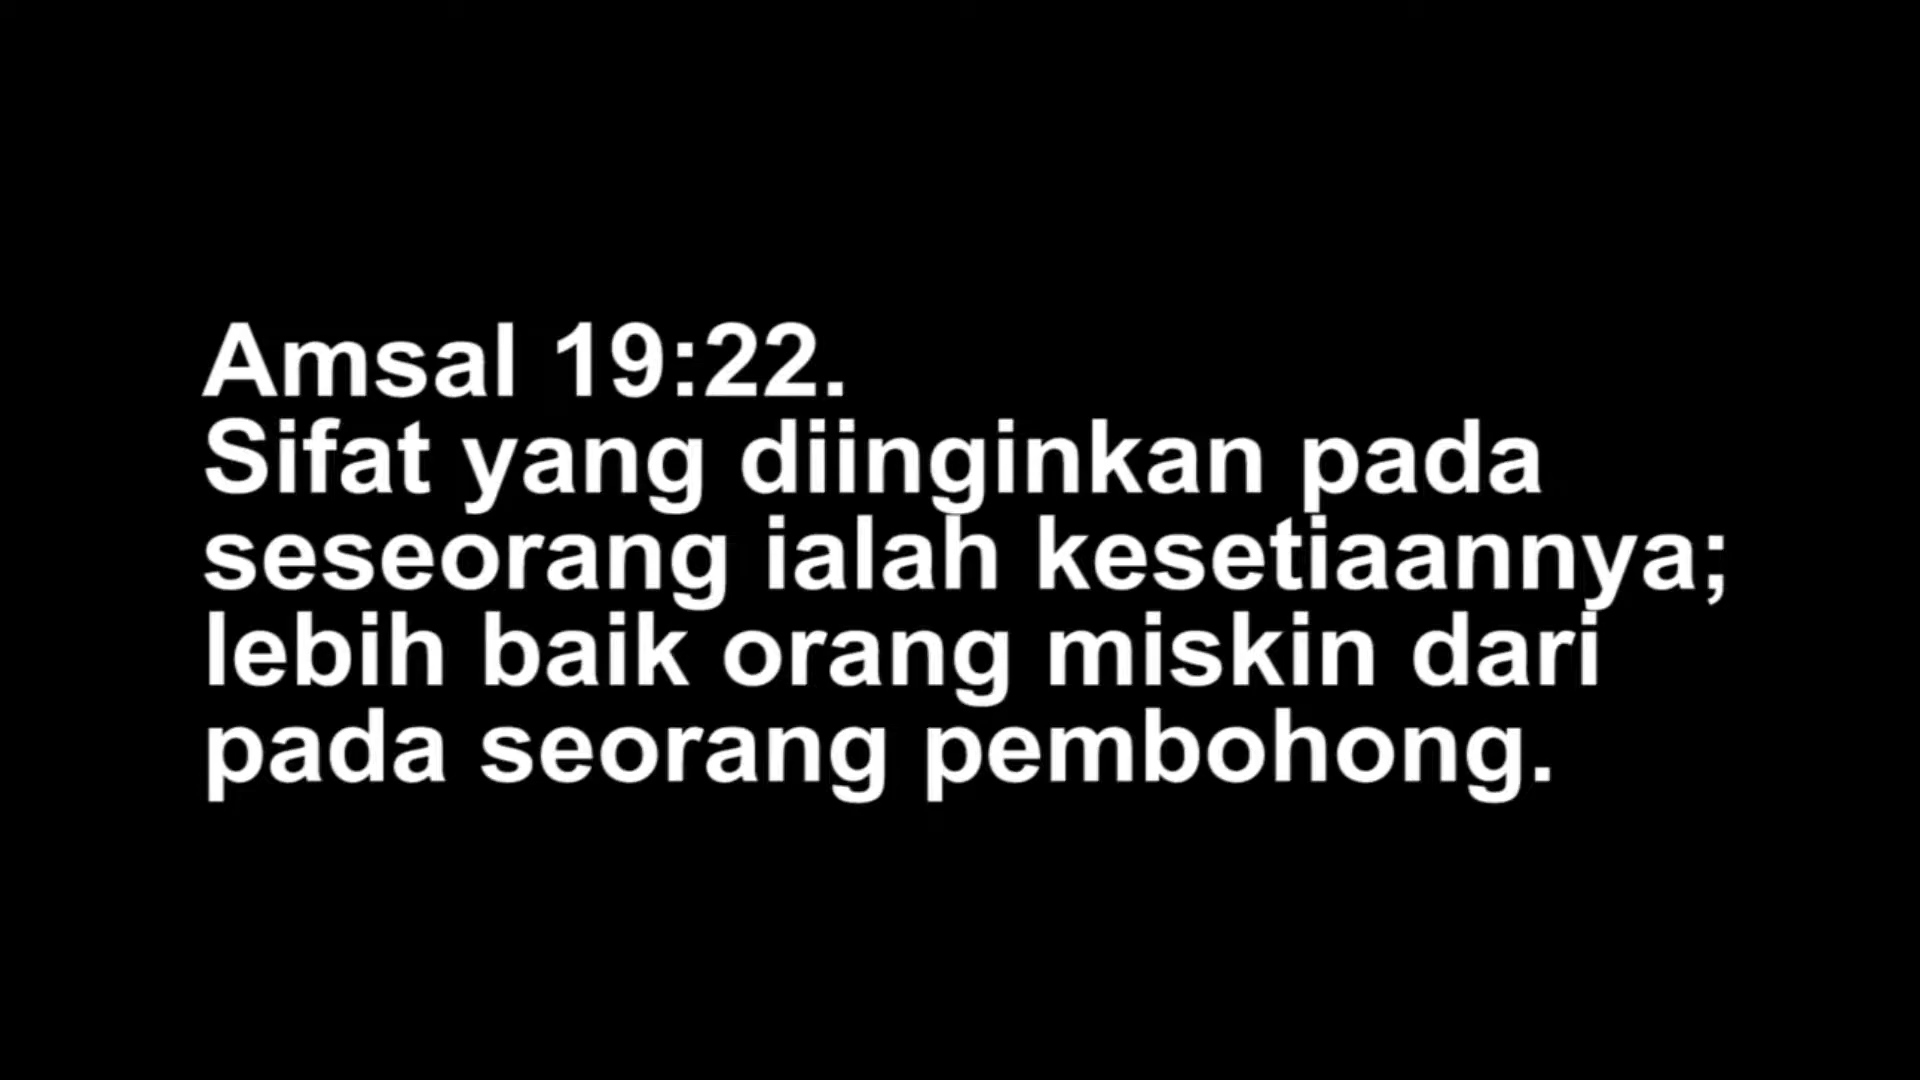 Amsal 19:22.
Sifat yang diinginkan pada
seseorang ialah kesetiaannya;
lebih baik orang miskin dari
pada seorang pembohong.